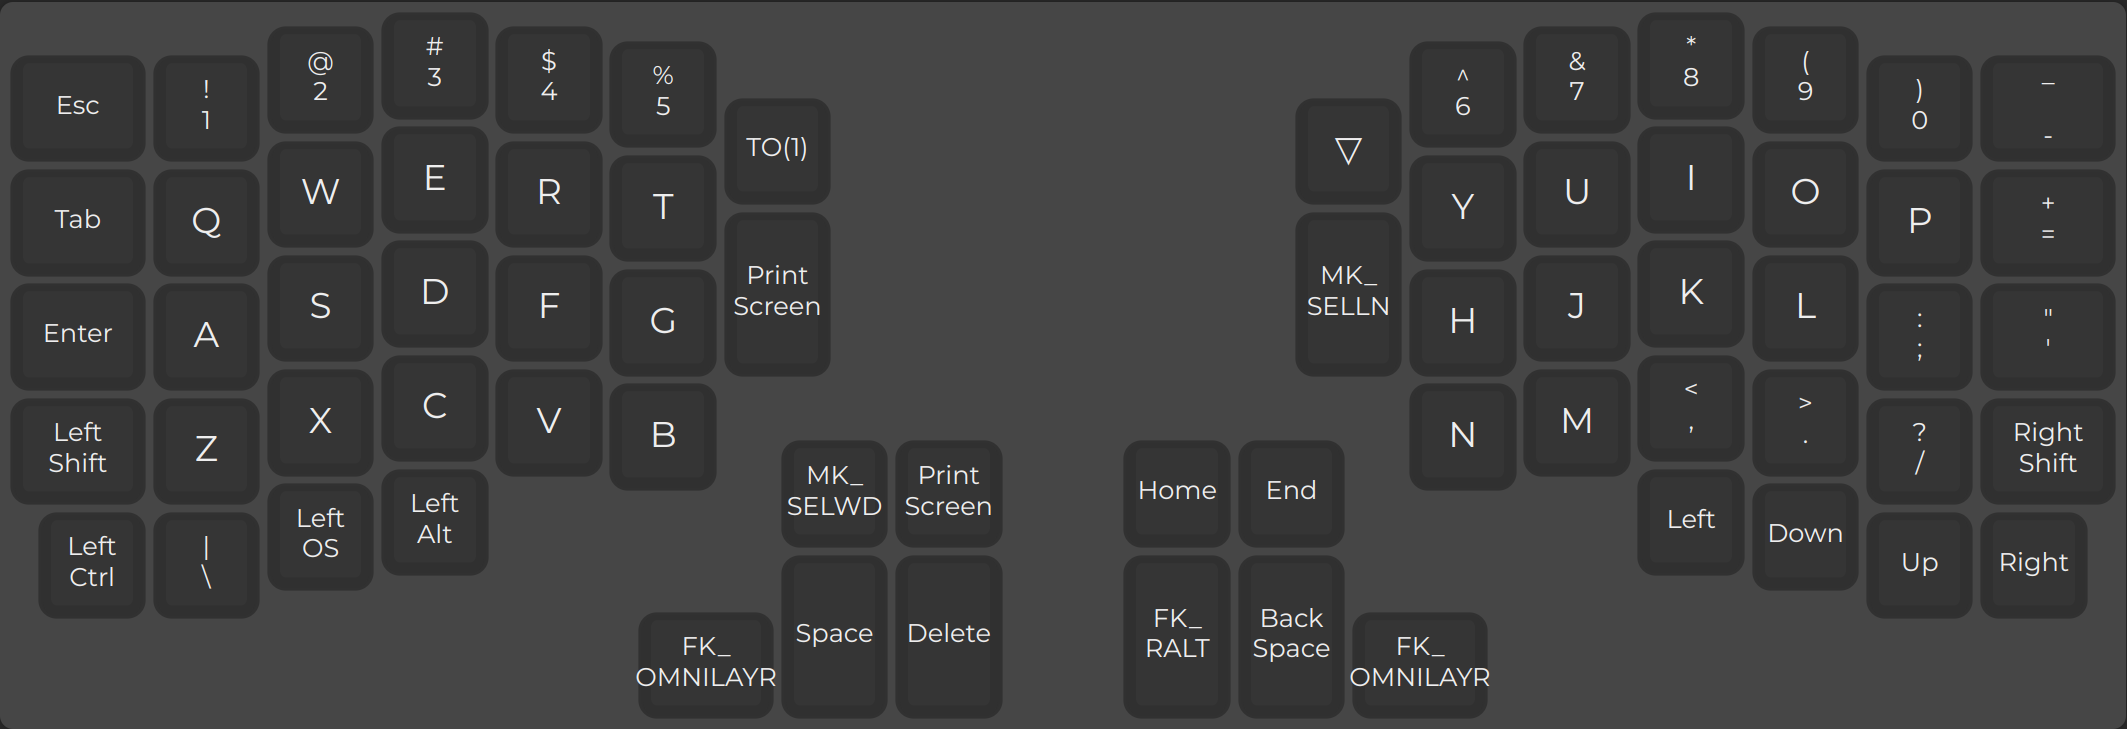 Esc
!
1
@
2
#
3
$
4
%
5
TO(1)
▽
^
6
&
7
*
8
(
9
)
0
_
-
Tab
Q
W
E
R
T
Print
Screen
MK_
SELLN
Y
U
I
O
P
+
=
Enter
A
S
D
F
G
H
J
K
L
:
;
"
'
Left
Shift
Z
X
C
V
B
N
M
<
,
>
.
?
/
Right
Shift
Left
Ctrl
|
\
Left
OS
Left
Alt
MK_
SELWD
Print
Screen
Home
End
Left
Down
Up
Right
FK_
OMNILAYR
Space
Delete
FK_
RALT
Back
Space
FK_
OMNILAYR